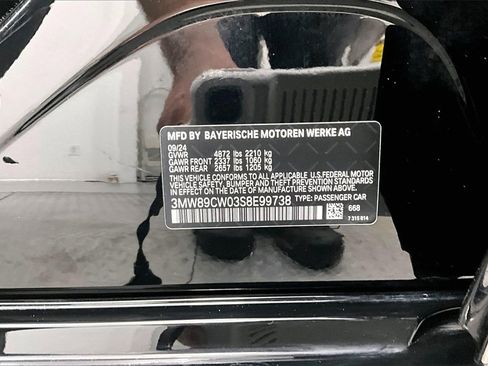 MFD BY BAYERISCHE MOTOREN WERKE AG
09/24
GVWR 4872 lbs 2210 kg
GAWR FRONT 2337 lbs 1060 kg
GAWR REAR 2657 lbs 1205 kg
THIS VEHICLE CONFORMS TO ALL APPLICABLE U.S.FEDERAL MOTOR
VEHICLE SAFETY, BUMPER AND THEFT PREVENTION
STANDARDS IN EFFECT ON THE DATE OF
MANUFACTURE SHOWN ABOVE.
3MW89CW03S8E99738 TYPE: PASSENGER CAR
668
7 315 814